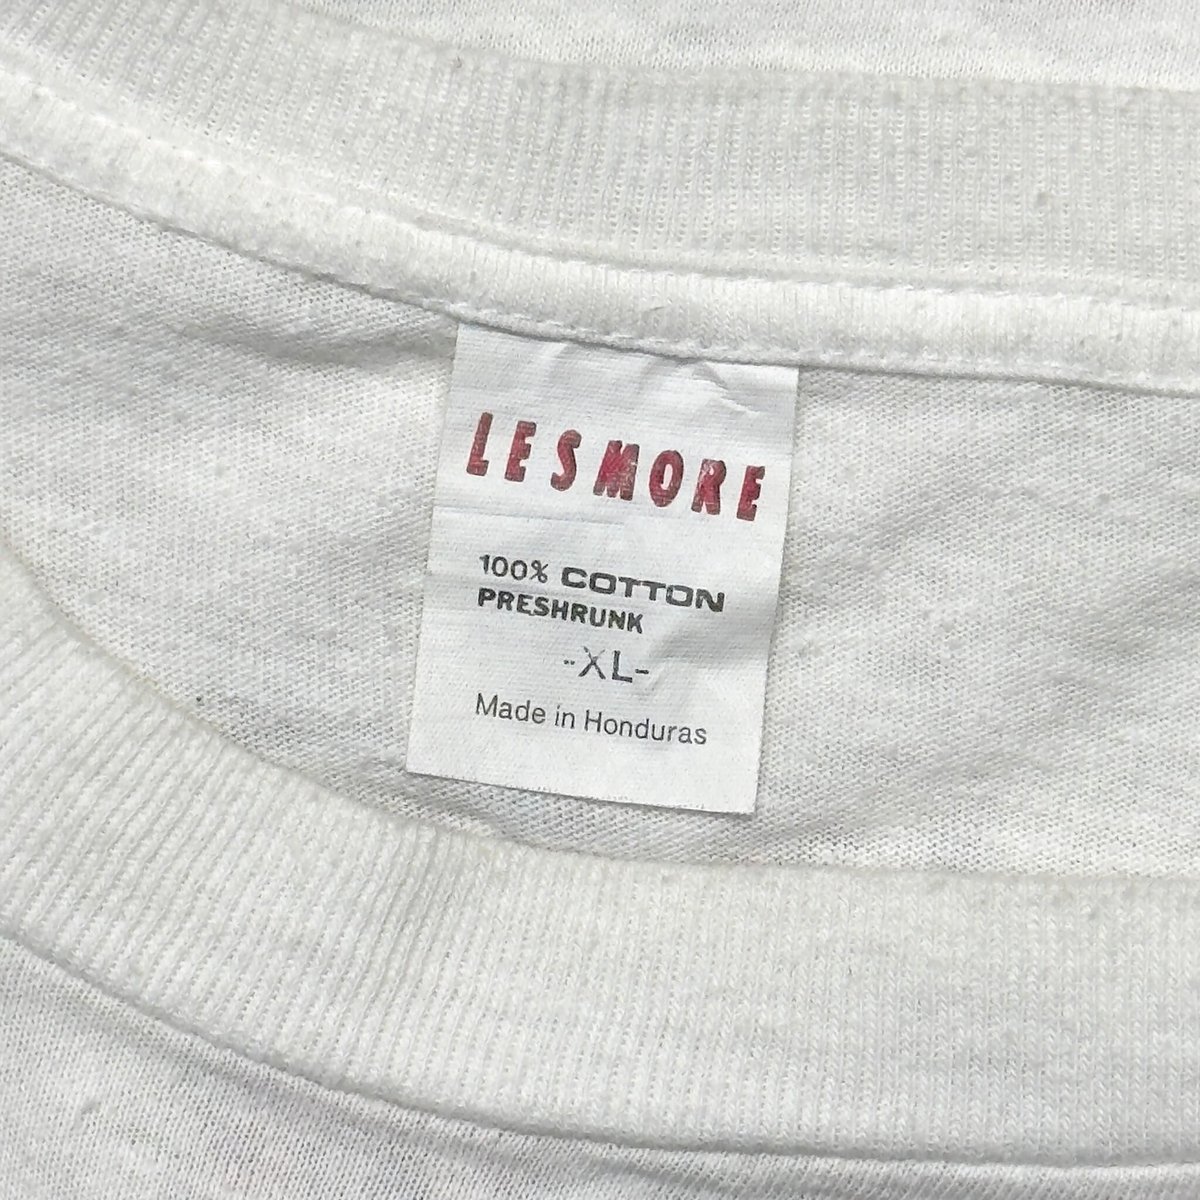 LESMORE
100% COTTON
PRESHRUNK
-XL-
Made in Honduras